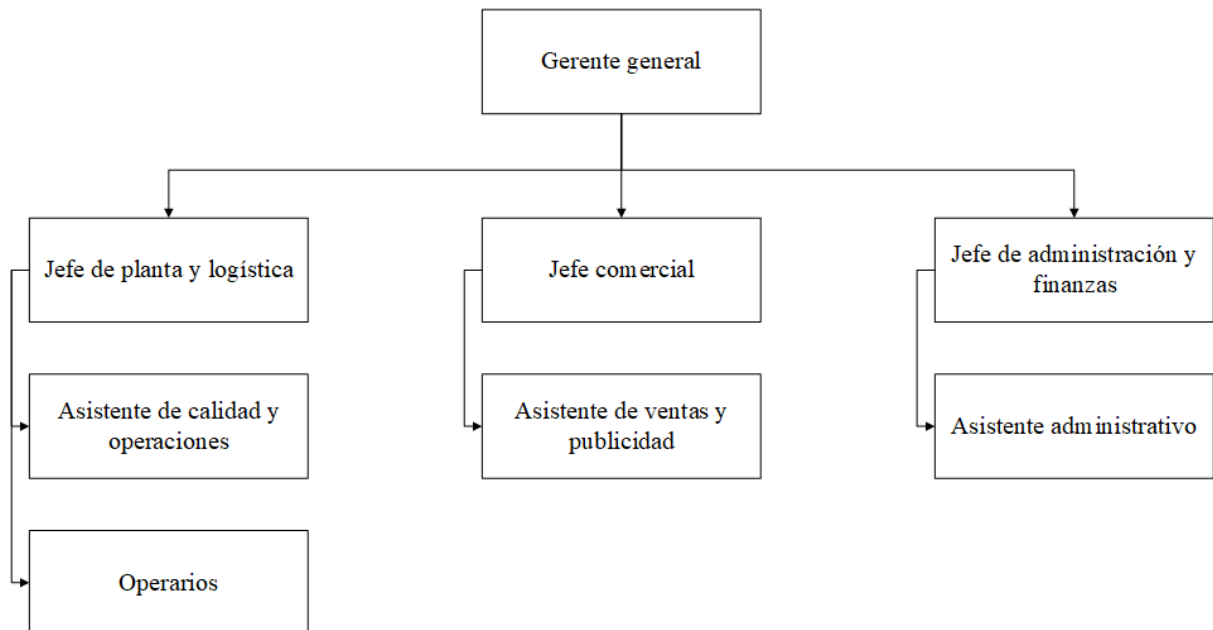 Gerente general
Jefe de planta y logística
Jefe comercial
Jefe de administración y
finanzas
Asistente de calidad y
operaciones
Asistente de ventas y
publicidad
Asistente administrativo
Operarios